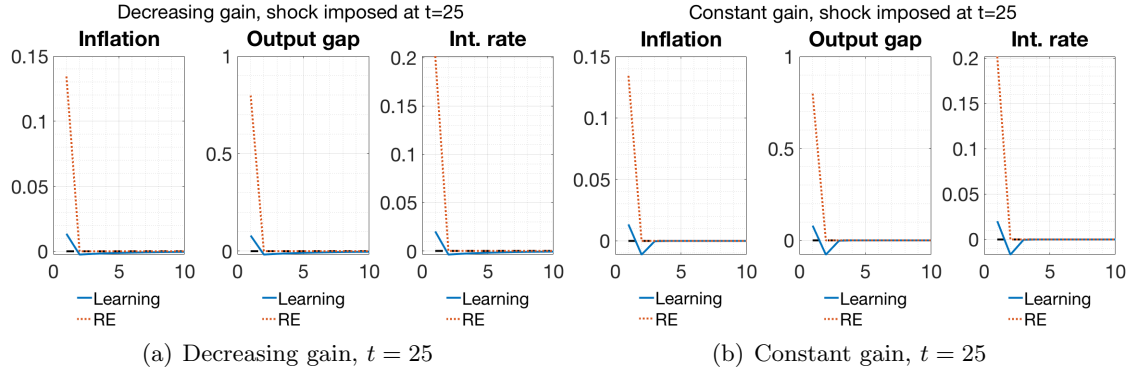 Decreasing gain, shock imposed at t=25
Inflation
Output gap
Int. rate
0.15
0.1
0.05
0
0 5 10
Learning
RE
1
0.5
0
0 5 10
Learning
RE
0.2
0.15
0.1
0.05
0
0 5 10
Learning
RE
(a) Decreasing gain, t = 25
Constant gain, shock imposed at t=25
Inflation
Output gap
Int. rate
0.15
0.1
0.05
0
0 5 10
Learning
RE
1
0.5
0
0 5 10
Learning
RE
0.2
0.15
0.1
0.05
0
0 5 10
Learning
RE
(b) Constant gain, t = 25